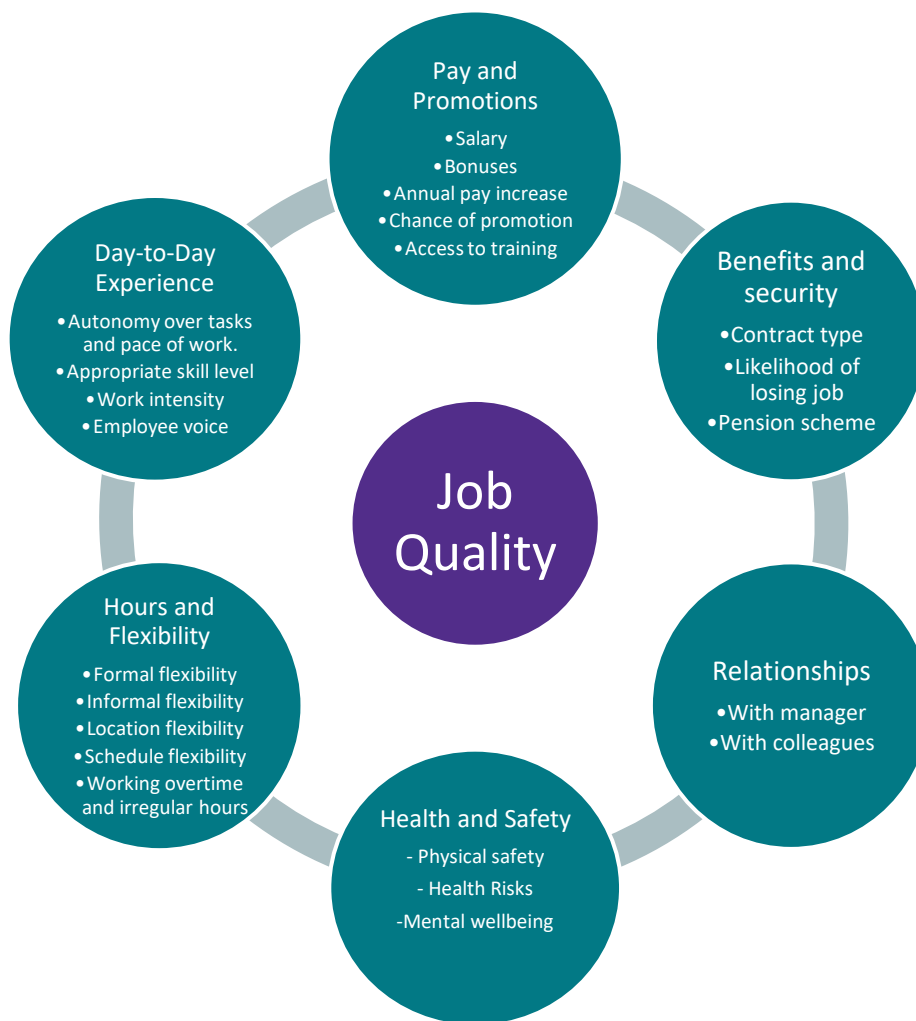 Pay and
Promotions
•Salary
•Bonuses
•Annual pay increase
•Chance of promotion
•Access to training
Benefits and
security
•Contract type
•Likelihood of
losing job
•Pension scheme
Relationships
•With manager
•With colleagues
Health and Safety
- Physical safety
- Health Risks
-Mental wellbeing
Hours and
Flexibility
•Formal flexibility
•Informal flexibility
•Location flexibility
•Schedule flexibility
•Working overtime
and irregular hours
Day-to-Day
Experience
•Autonomy over tasks
and pace of work.
•Appropriate skill level
•Work intensity
•Employee voice
Job
Quality